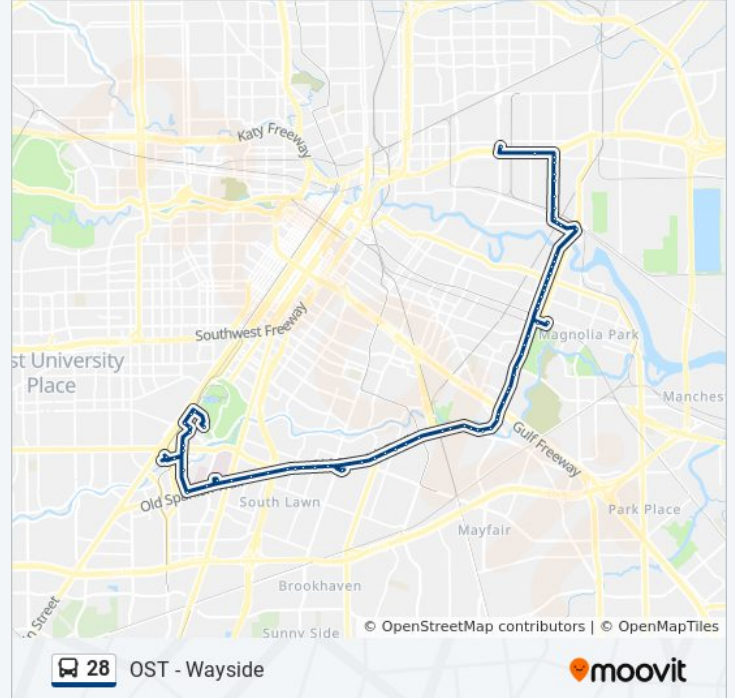 Katy Freeway
Southwest Freeway
Magnolia Park
st University
Place
Manches
Gulf Freeway
Old Spa
South Lawn
Park Place
Mayfair
Brookhaven
n Street
Sunny Side
© OpenStreetMap contributors | © OpenMapTiles
28 OST - Wayside
moovit